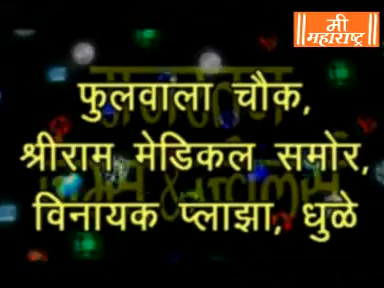 मी
महाराष्ट्र
फुलवाला चौक,
श्रीराम मेडिकल समोर,
विनायक प्लाझा, धुळे